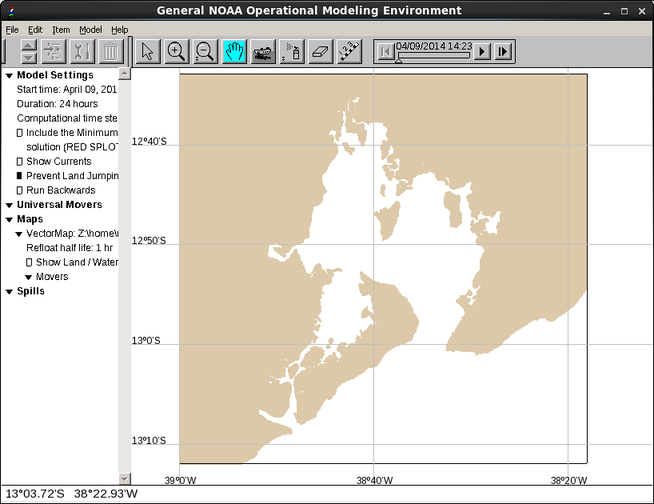 General NOAA Operational Modeling Environment
File Edit Item Model Help
04/09/2014 14:23
Model Settings
Start time: April 09, 201
Duration: 24 hours
Computational time ste
Include the Minimum
solution (RED SPLOT
Show Currents
Prevent Land Jumpin
Run Backwards
Universal Movers
Maps
VectorMap: Z:\home\r
Refloat half life: 1 hr
Show Land / Water
Movers
Spills
12°40'S
12°50'S
13°0'S
13°10'S
39°0'W 38°40'W 38°20'W
13°03.72'S 38°22.93'W